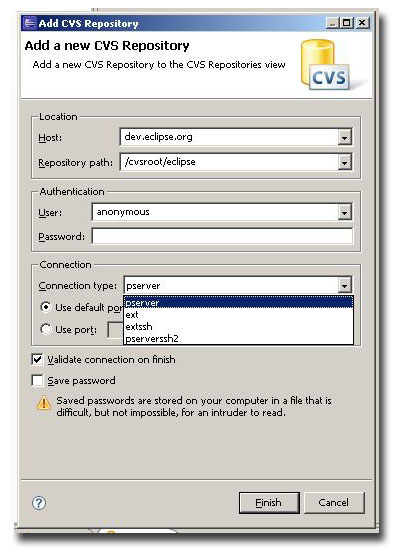 Add CVS Repository
Add a new CVS Repository
Add a new CVS Repository to the CVS Repositories view
CVS
Location
Host: dev.eclipse.org
Repository path: /cvsroot/eclipse
Authentication
User: anonymous
Password:
Connection
Connection type: pserver
pserver
Use default por
ext
extssh
Use port:
pserverssh2
Validate connection on finish
Save password
Saved passwords are stored on your computer in a file that is
difficult, but not impossible, for an intruder to read.
? Finish Cancel